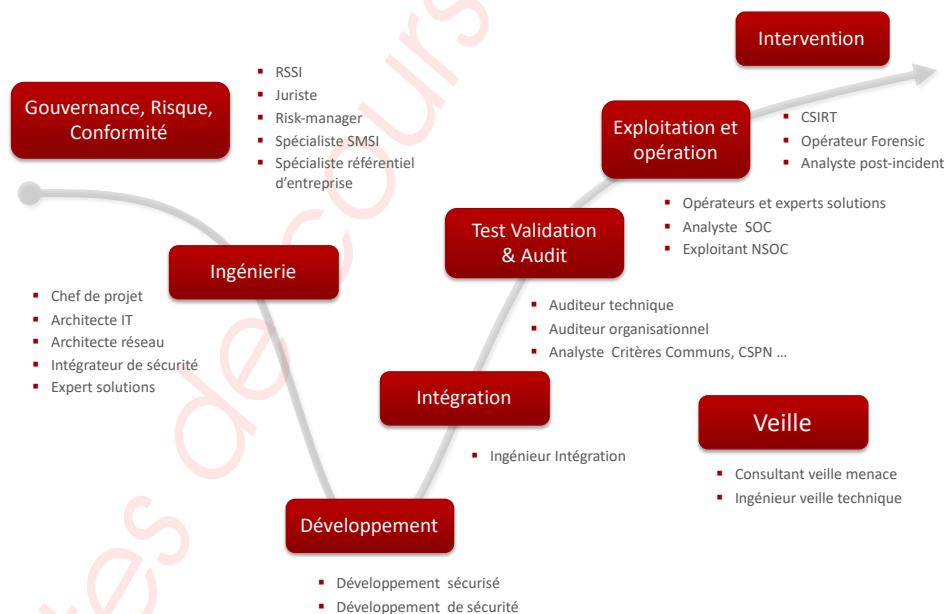 Gouvernance, Risque,
Conformité
▪ RSSI
▪ Juriste
▪ Risk-manager
▪ Spécialiste SMSI
▪ Spécialiste référentiel
d'entreprise
Ingénierie
▪ Chef de projet
▪ Architecte IT
▪ Architecte réseau
▪ Intégrateur de sécurité
▪ Expert solutions
Développement
▪ Développement sécurisé
▪ Développement de sécurité
Intégration
▪ Ingénieur Intégration
Test Validation
& Audit
▪ Auditeur technique
▪ Auditeur organisationnel
▪ Analyste Critères Communs, CSPN ...
Exploitation et
opération
▪ Opérateurs et experts solutions
▪ Analyste SOC
▪ Exploitant NSOC
Intervention
▪ CSIRT
▪ Opérateur Forensic
▪ Analyste post-incident
Veille
▪ Consultant veille menace
▪ Ingénieur veille technique
de cours